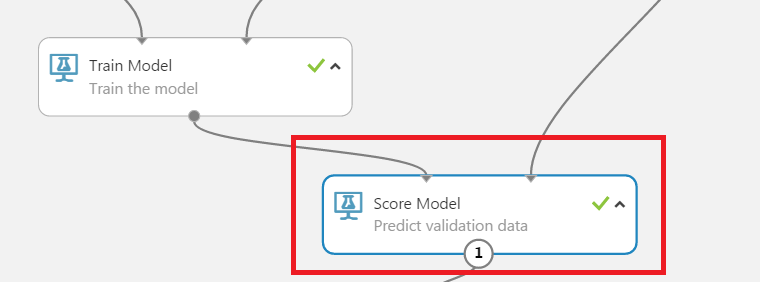 Train Model
Train the model
Score Model
Predict validation data
1